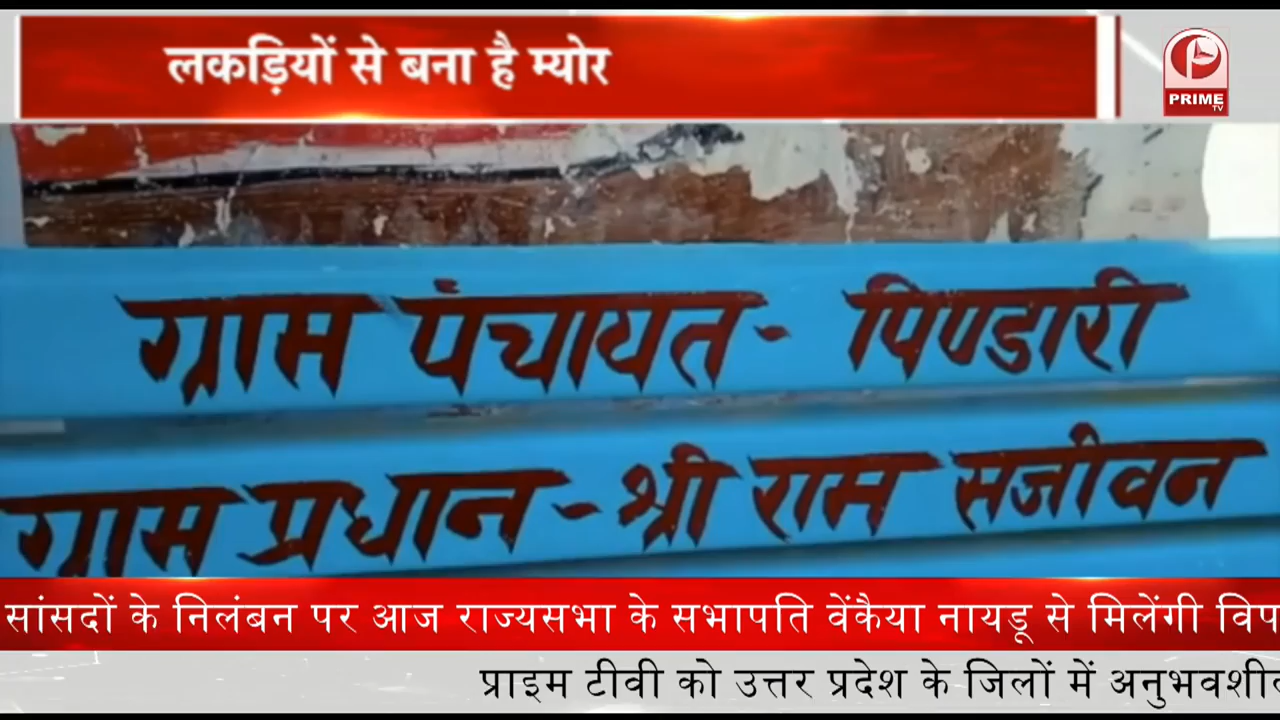 लकड़ियों से बना है म्योर
PRIME
TV
ग्राम पंचायत - पिण्डारी
ग्राम प्रधान - श्री राम सजीवन
सांसदों के निलंबन पर आज राज्यसभा के सभापति वेंकैया नायडू से मिलेंगी विप
प्राइम टीवी को उत्तर प्रदेश के जिलों में अनुभवशील